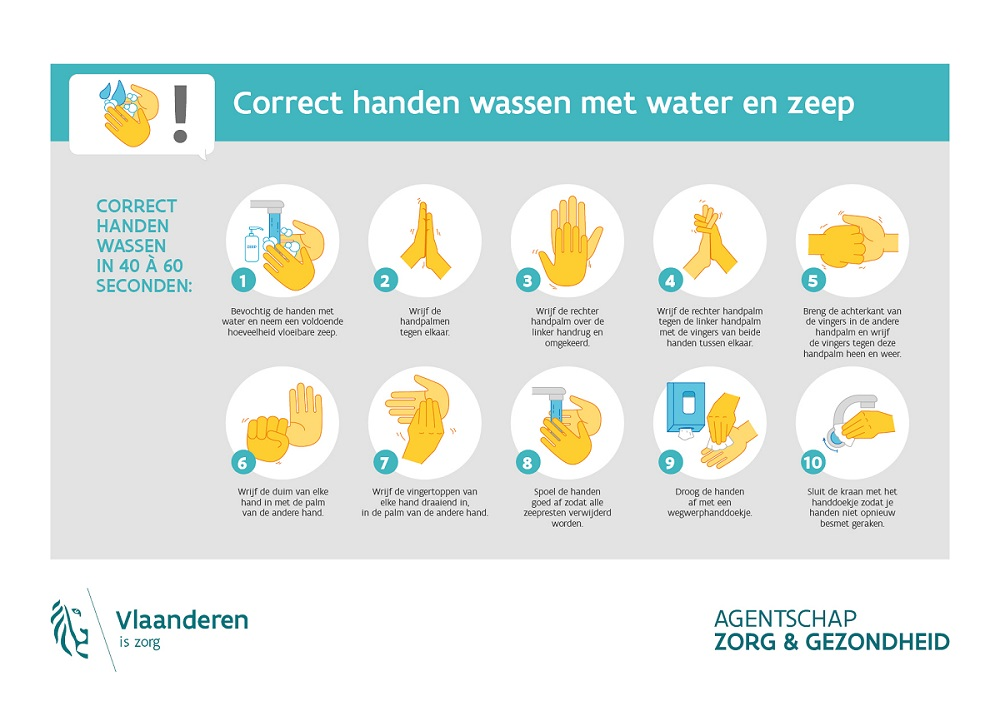 Correct handen wassen met water en zeep
CORRECT
HANDEN
WASSEN
IN 40 À 60
SECONDEN:
1
Bevochtig de handen met
water en neem een voldoende
hoeveelheid vloeibare zeep.
2
Wrijf de
handpalmen
tegen elkaar.
3
Wrijf de rechter
handpalm over de
linker handrug en
omgekeerd.
4
Wrijf de rechter handpalm
tegen de linker handpalm
met de vingers van beide
handen tussen elkaar.
5
Breng de achterkant van
de vingers in de andere
handpalm en wrijf
de vingers tegen deze
handpalm heen en weer.
6
Wrijf de duim van elke
hand in met de palm
van de andere hand.
7
Wrijf de vingertoppen van
elke hand draaiend in,
in de palm van de andere hand.
8
Spoel de handen
goed af zodat alle
zeepresten verwijderd
worden.
9
Droog de handen
af met een
wegwerphanddoekje.
10
Sluit de kraan met het
handdoekje zodat je
handen niet opnieuw
besmet geraken.
Vlaanderen
is zorg
AGENTSCHAP
ZORG & GEZONDHEID